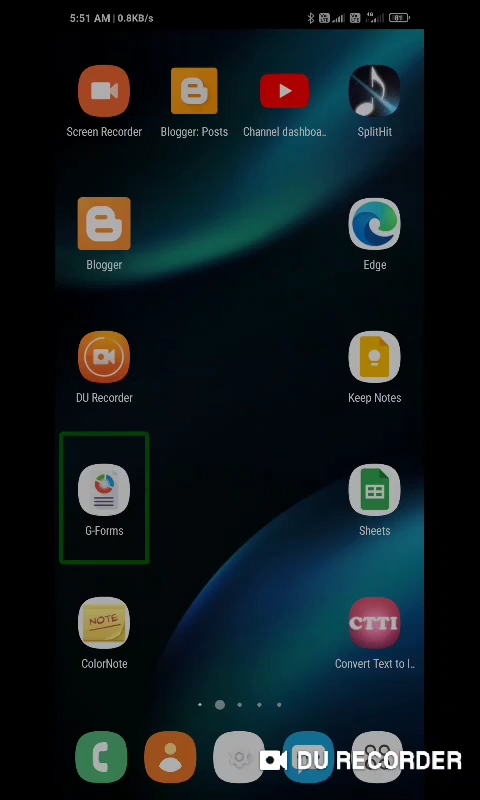 5:51 AM | 0.8KB/s
Screen Recorder
Blogger: Posts
Channel dashboa..
SplitHit
Blogger
Edge
DU Recorder
Keep Notes
G-Forms
Sheets
NOTE
CTTI
ColorNote
Convert Text to I..
DU RECORDER